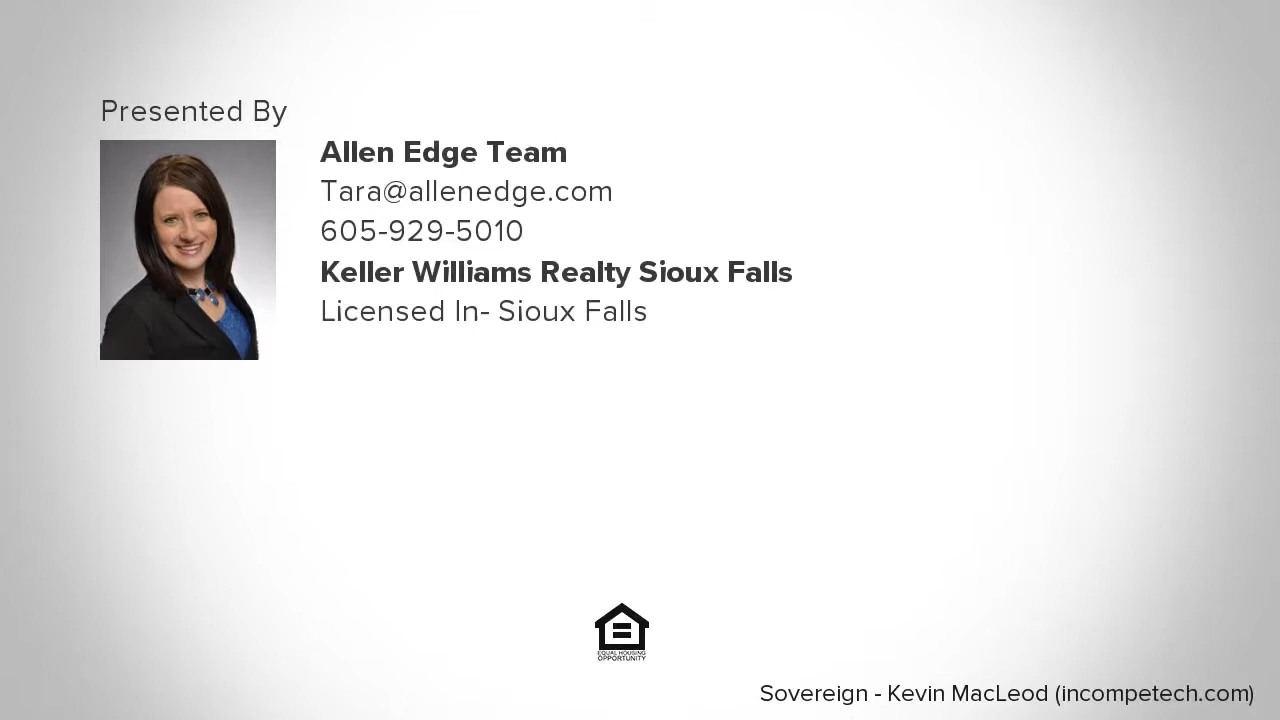 Presented By
Allen Edge Team
Tara@allenedge.com
605-929-5010
Keller Williams Realty Sioux Falls
Licensed In- Sioux Falls
EQUAL HOUSING
OPPORTUNITY
Sovereign - Kevin MacLeod (incompetech.com)